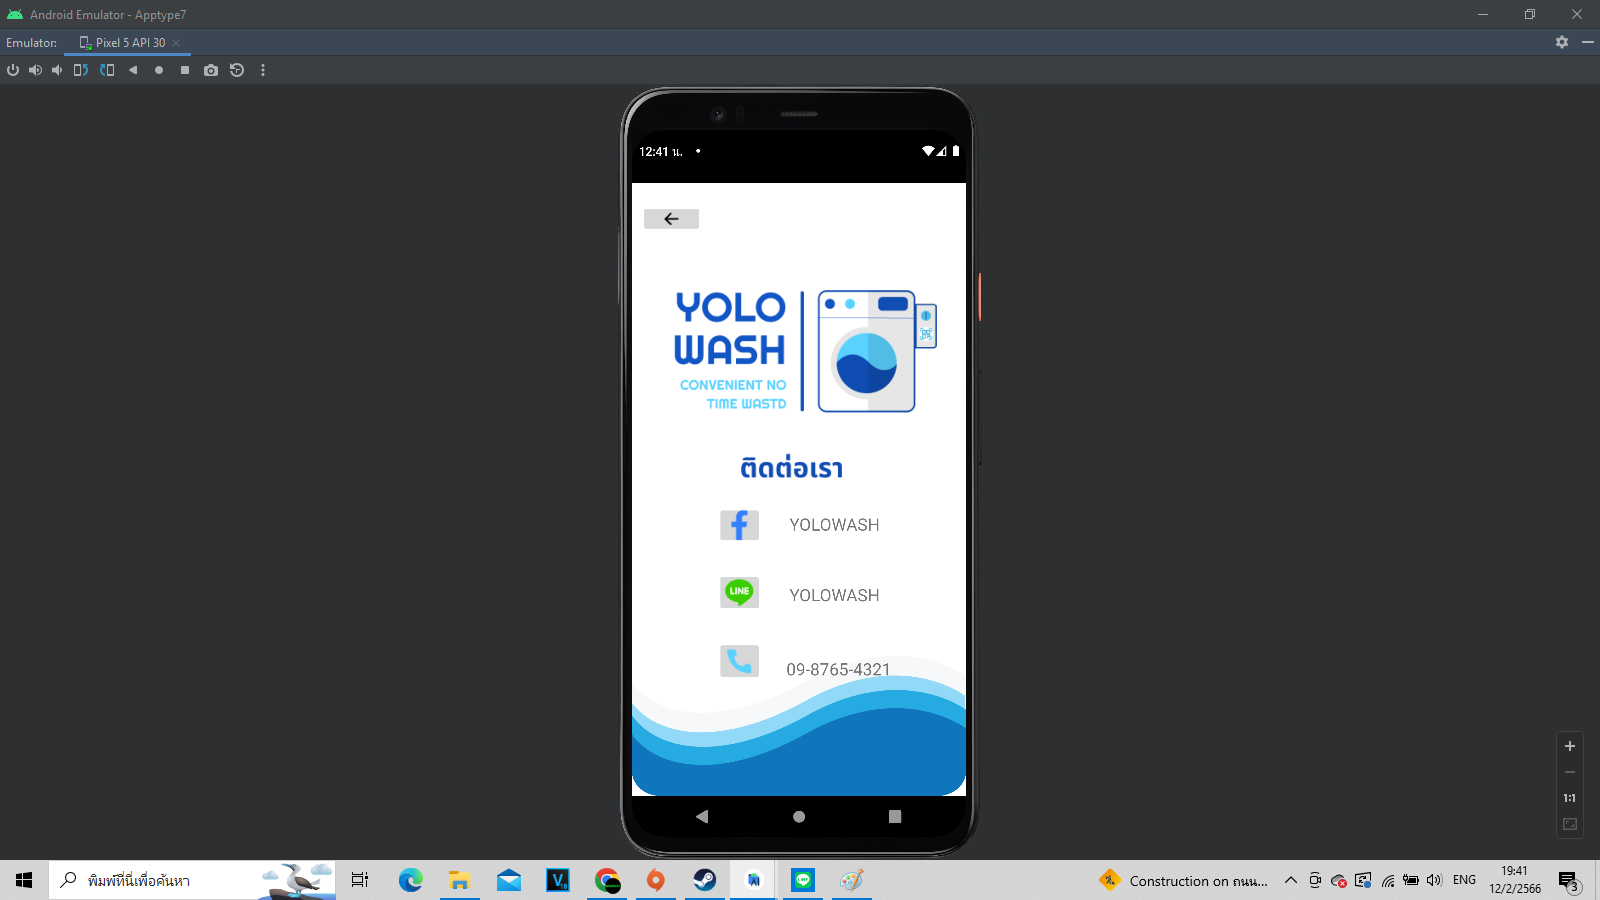 Android Emulator - Apptype7
Emulator:
Pixel 5 API 30
12:41 น.
YOLO
WASH
CONVENIENT NO
TIME WASTD
ติดต่อเรา
YOLOWASH
LINE
YOLOWASH
09-8765-4321
1:1
พิมพ์ที่นี่เพื่อค้นหา
Construction on ถนน...
ENG
19:41
12/2/2566
3